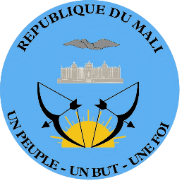 REPUBLIQUE DU MALI
UN PEUPLE - UN BUT - UNE FOI